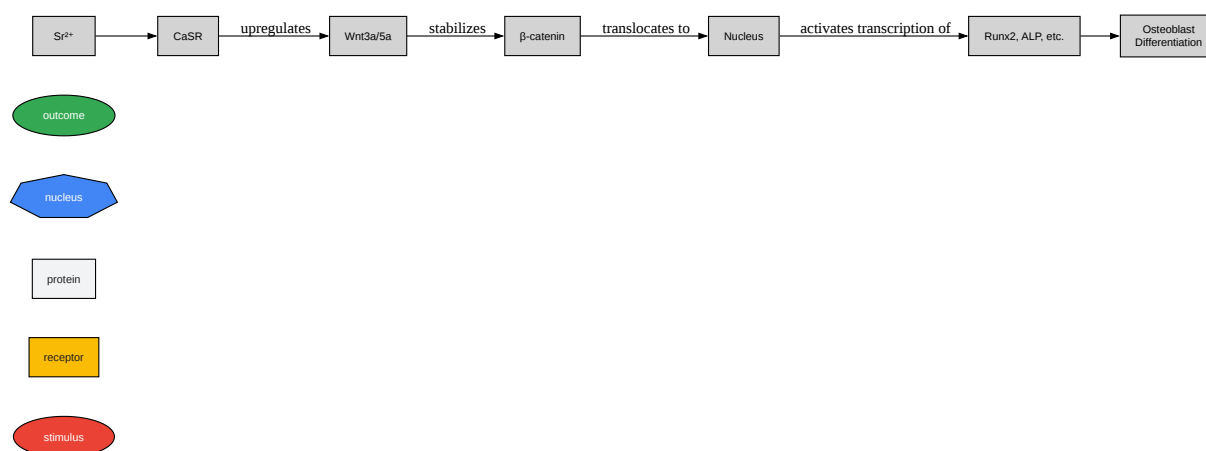 Sr²⁺
CaSR
upregulates
Wnt3a/5a
stabilizes
β-catenin
translocates to
Nucleus
activates transcription of
Runx2, ALP, etc.
Osteoblast
Differentiation
outcome
nucleus
protein
receptor
stimulus